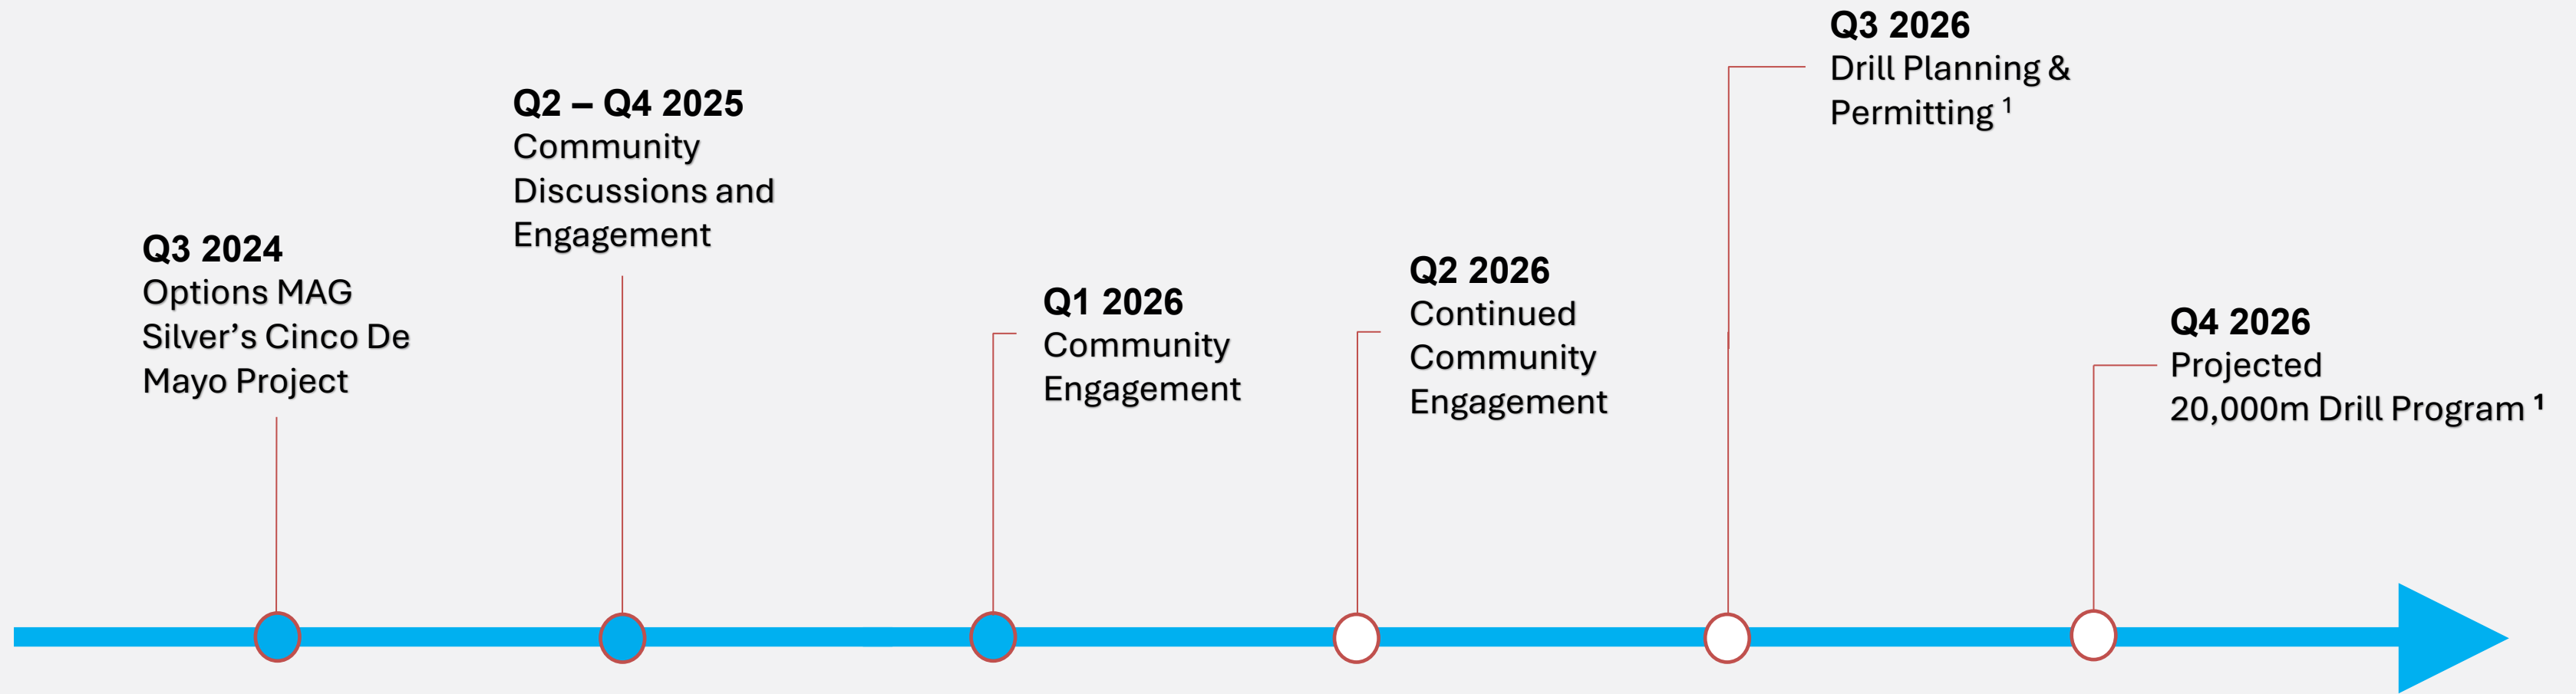 Q3 2024
Options MAG
Silver’s Cinco De
Mayo Project
Q2 – Q4 2025
Community
Discussions and
Engagement
Q1 2026
Community
Engagement
Q2 2026
Continued
Community
Engagement
Q3 2026
Drill Planning &
Permitting ¹
Q4 2026
Projected
20,000m Drill Program ¹